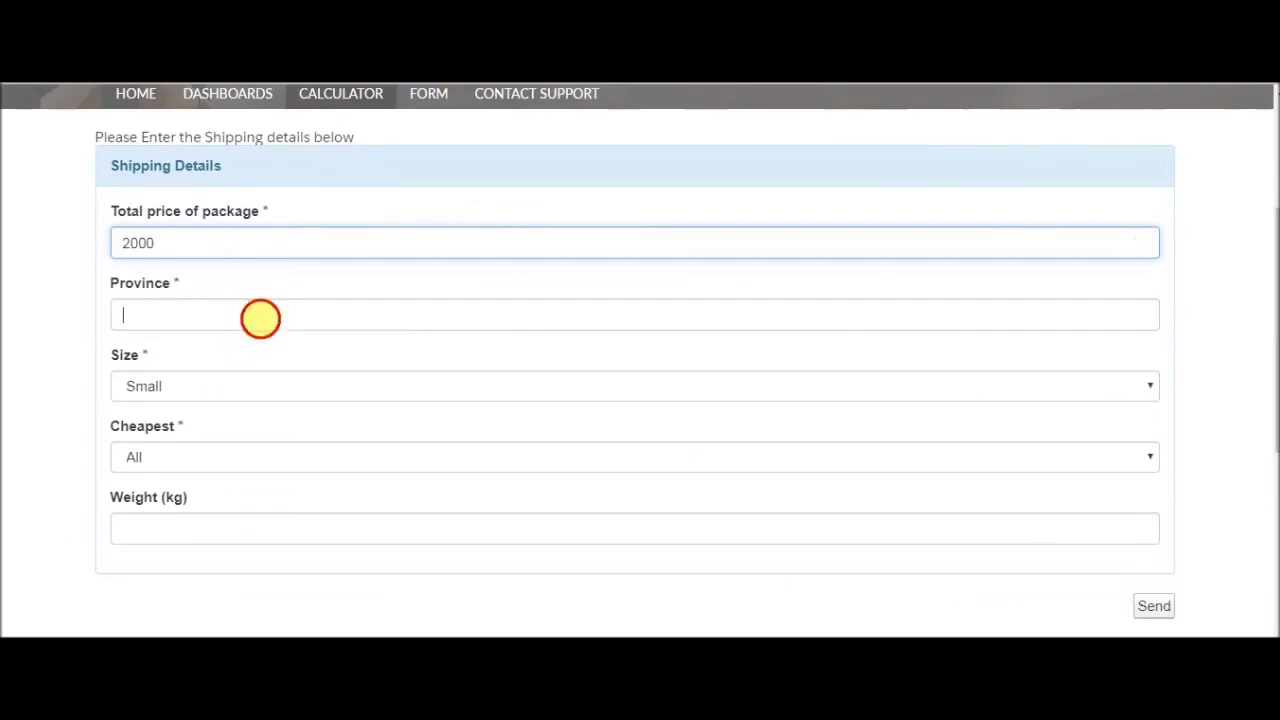 HOME DASHBOARDS CALCULATOR FORM CONTACT SUPPORT
Please Enter the Shipping details below
Shipping Details
Total price of package *
2000
Province *
Size *
Small
Cheapest *
All
Weight (kg)
Send